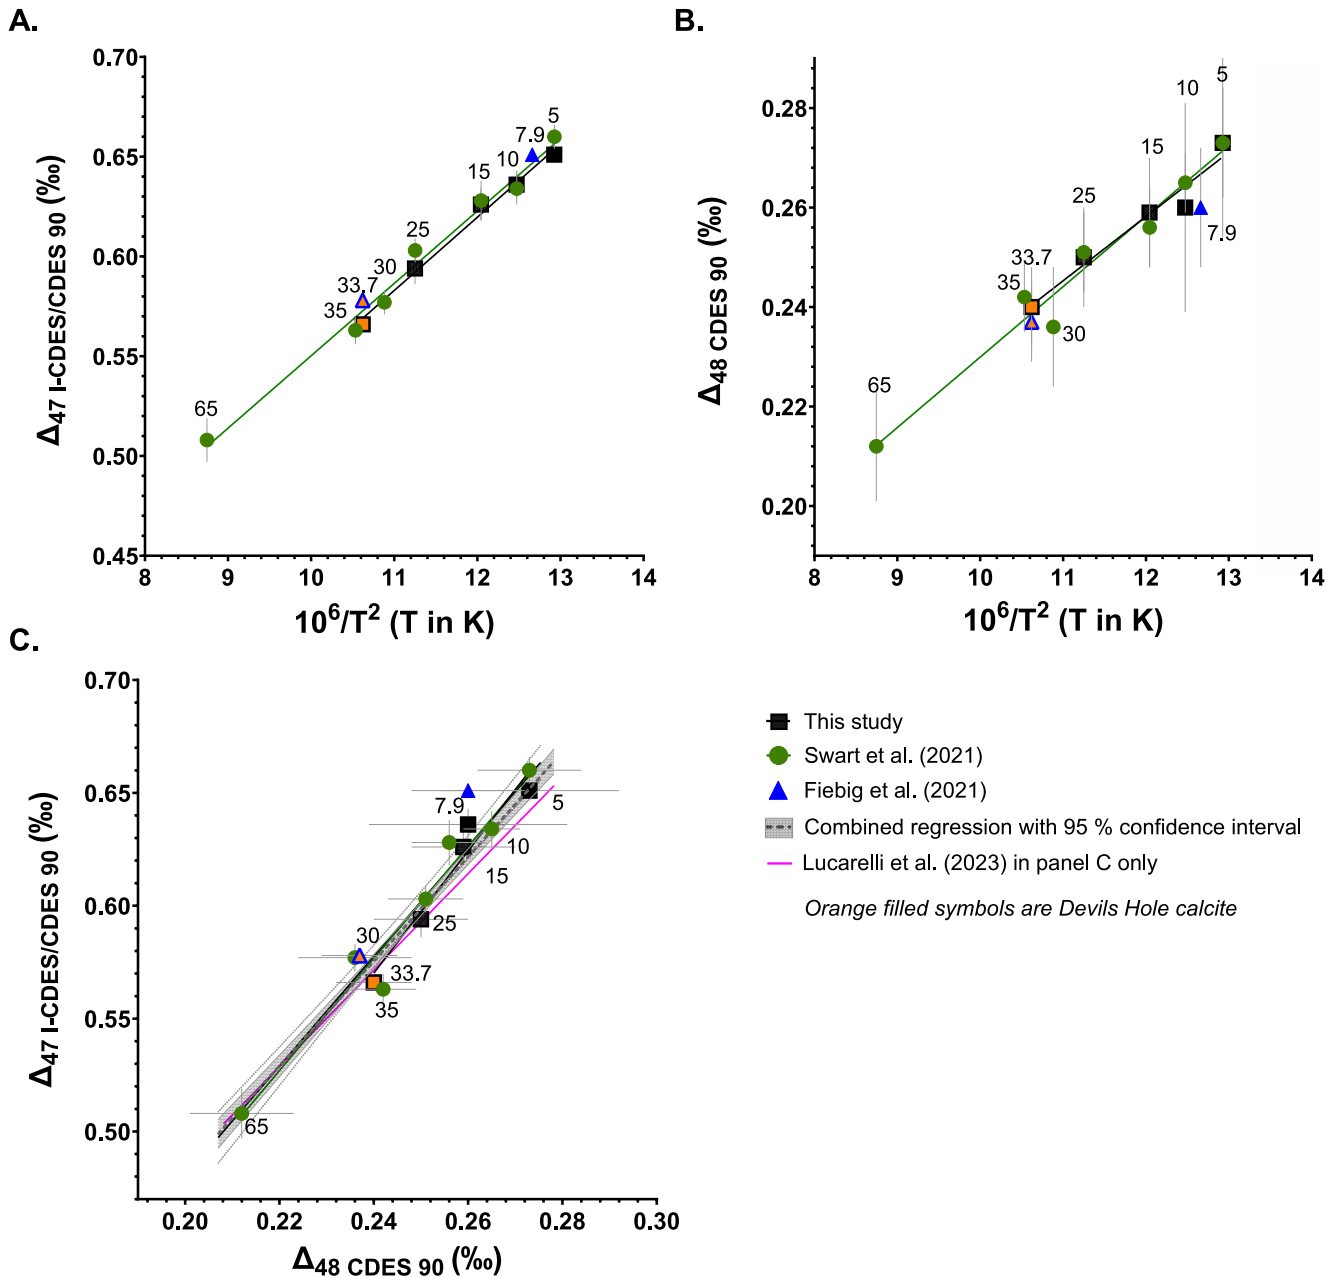 A.
0.70
0.65
0.60
0.55
0.50
0.45
Δ47 I-CDES/CDES 90 (‰)
5
7.9
10
15
25
30
33.7
35
65
8 9 10 11 12 13 14
10⁶/T² (T in K)
B.
0.28
0.26
0.24
0.22
0.20
Δ48 CDES 90 (‰)
5
10
15
7.9
25
33.7
35
30
65
8 9 10 11 12 13 14
10⁶/T² (T in K)
C.
0.70
0.65
0.60
0.55
0.50
Δ47 I-CDES/CDES 90 (‰)
7.9
5
10
15
25
30
33.7
35
65
0.20 0.22 0.24 0.26 0.28 0.30
Δ48 CDES 90 (‰)
This study
Swart et al. (2021)
Fiebig et al. (2021)
Combined regression with 95 % confidence interval
Lucarelli et al. (2023) in panel C only
Orange filled symbols are Devils Hole calcite